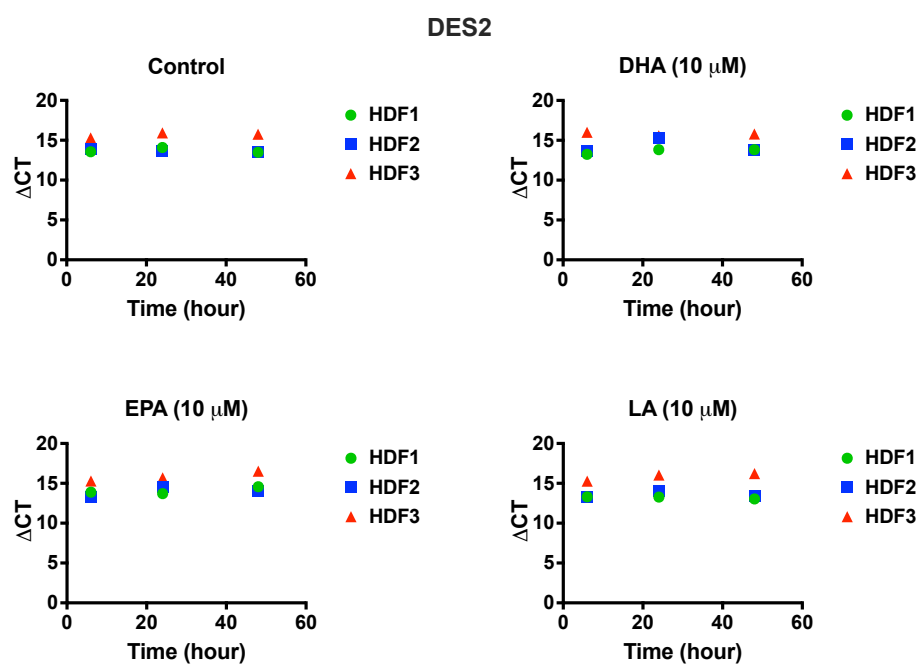 DES2
Control
20
15
10
5
0
ΔCT
0 20 40 60
Time (hour)
HDF1
HDF2
HDF3
DHA (10 μM)
20
15
10
5
0
ΔCT
0 20 40 60
Time (hour)
HDF1
HDF2
HDF3
EPA (10 μM)
20
15
10
5
0
ΔCT
0 20 40 60
Time (hour)
HDF1
HDF2
HDF3
LA (10 μM)
20
15
10
5
0
ΔCT
0 20 40 60
Time (hour)
HDF1
HDF2
HDF3